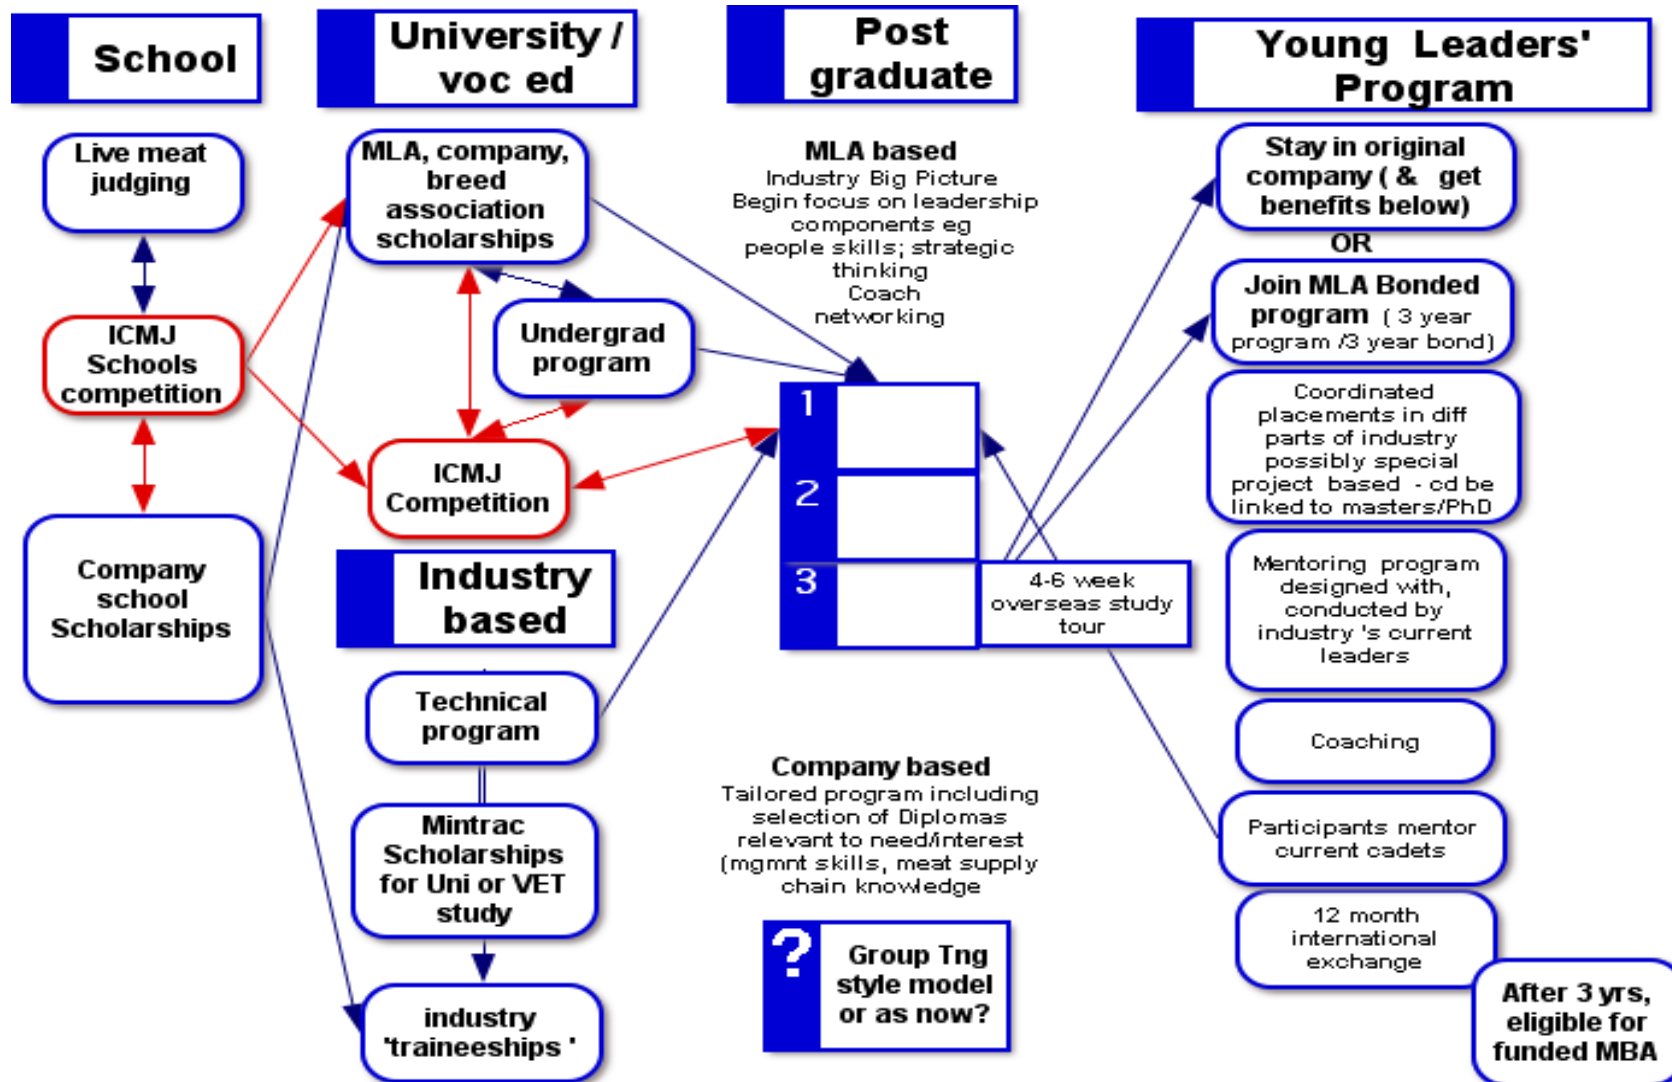 School
University /
voc ed
Post
graduate
Young Leaders'
Program
Live meat
judging
ICMJ
Schools
competition
Company
school
Scholarships
MLA, company,
breed
association
scholarships
Undergrad
program
ICMJ
Competition
Industry
based
Technical
program
Mintrac
Scholarships
for Uni or VET
study
industry
'traineeships '
MLA based
Industry Big Picture
Begin focus on leadership
components eg
people skills; strategic
thinking
Coach
networking
1
2
3
4-6 week
overseas study
tour
Company based
Tailored program including
selection of Diplomas
relevant to need/interest
(mgmnt skills, meat supply
chain knowledge
?
Group Tng
style model
or as now?
Stay in original
company ( & get
benefits below)
OR
Join MLA Bonded
program ( 3 year
program /3 year bond)
Coordinated
placements in diff
parts of industry
possibly special
project based - cd be
linked to masters/PhD
Mentoring program
designed with,
conducted by
industry 's current
leaders
Coaching
Participants mentor
current cadets
12 month
international
exchange
After 3 yrs,
eligible for
funded MBA